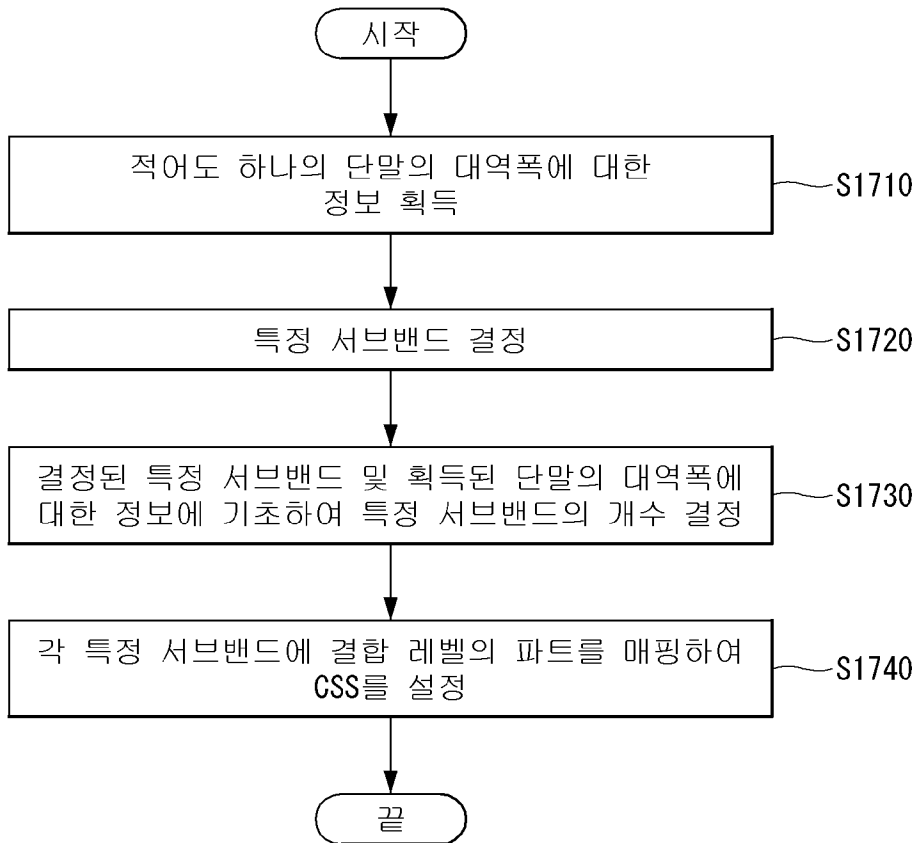 시작
적어도 하나의 단말의 대역폭에 대한
정보 획득
S1710
특정 서브밴드 결정
S1720
결정된 특정 서브밴드 및 획득된 단말의 대역폭에
대한 정보에 기초하여 특정 서브밴드의 개수 결정
S1730
각 특정 서브밴드에 결합 레벨의 파트를 매핑하여
CSS를 설정
S1740
끝